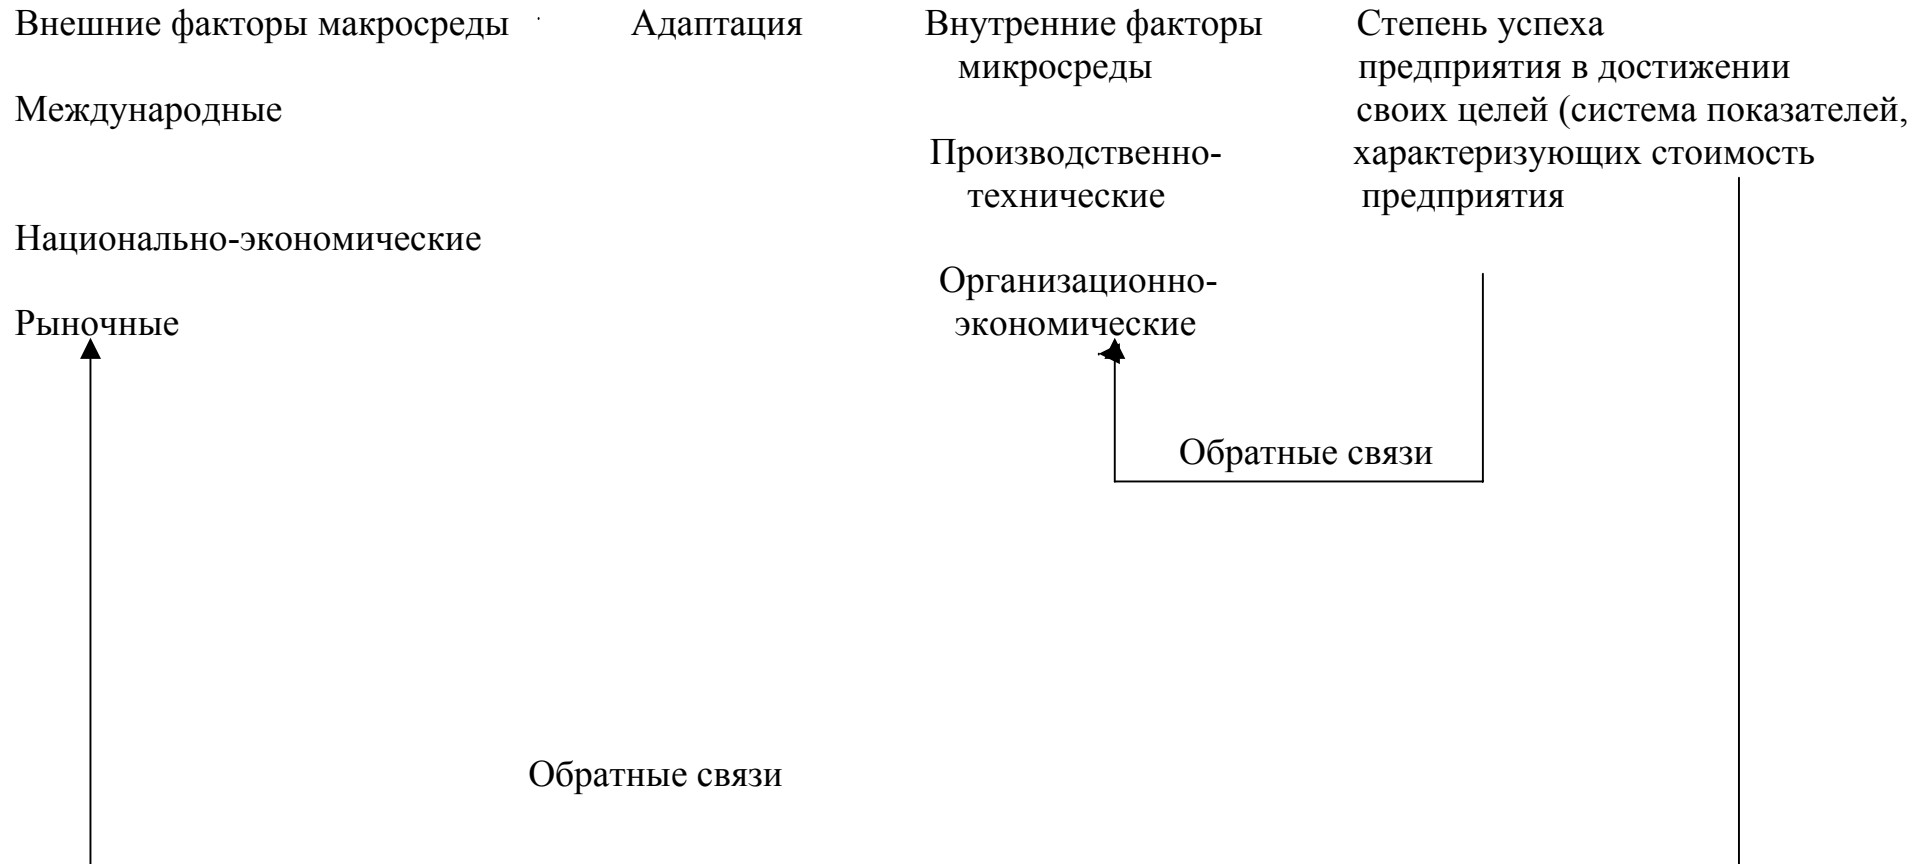 Внешние факторы макросреды
Международные
Национально-экономические
Рыночные
Адаптация
Внутренние факторы
микросреды
Производственно-
технические
Организационно-
экономические
Степень успеха
предприятия в достижении
своих целей (система показателей,
характеризующих стоимость
предприятия
Обратные связи
Обратные связи